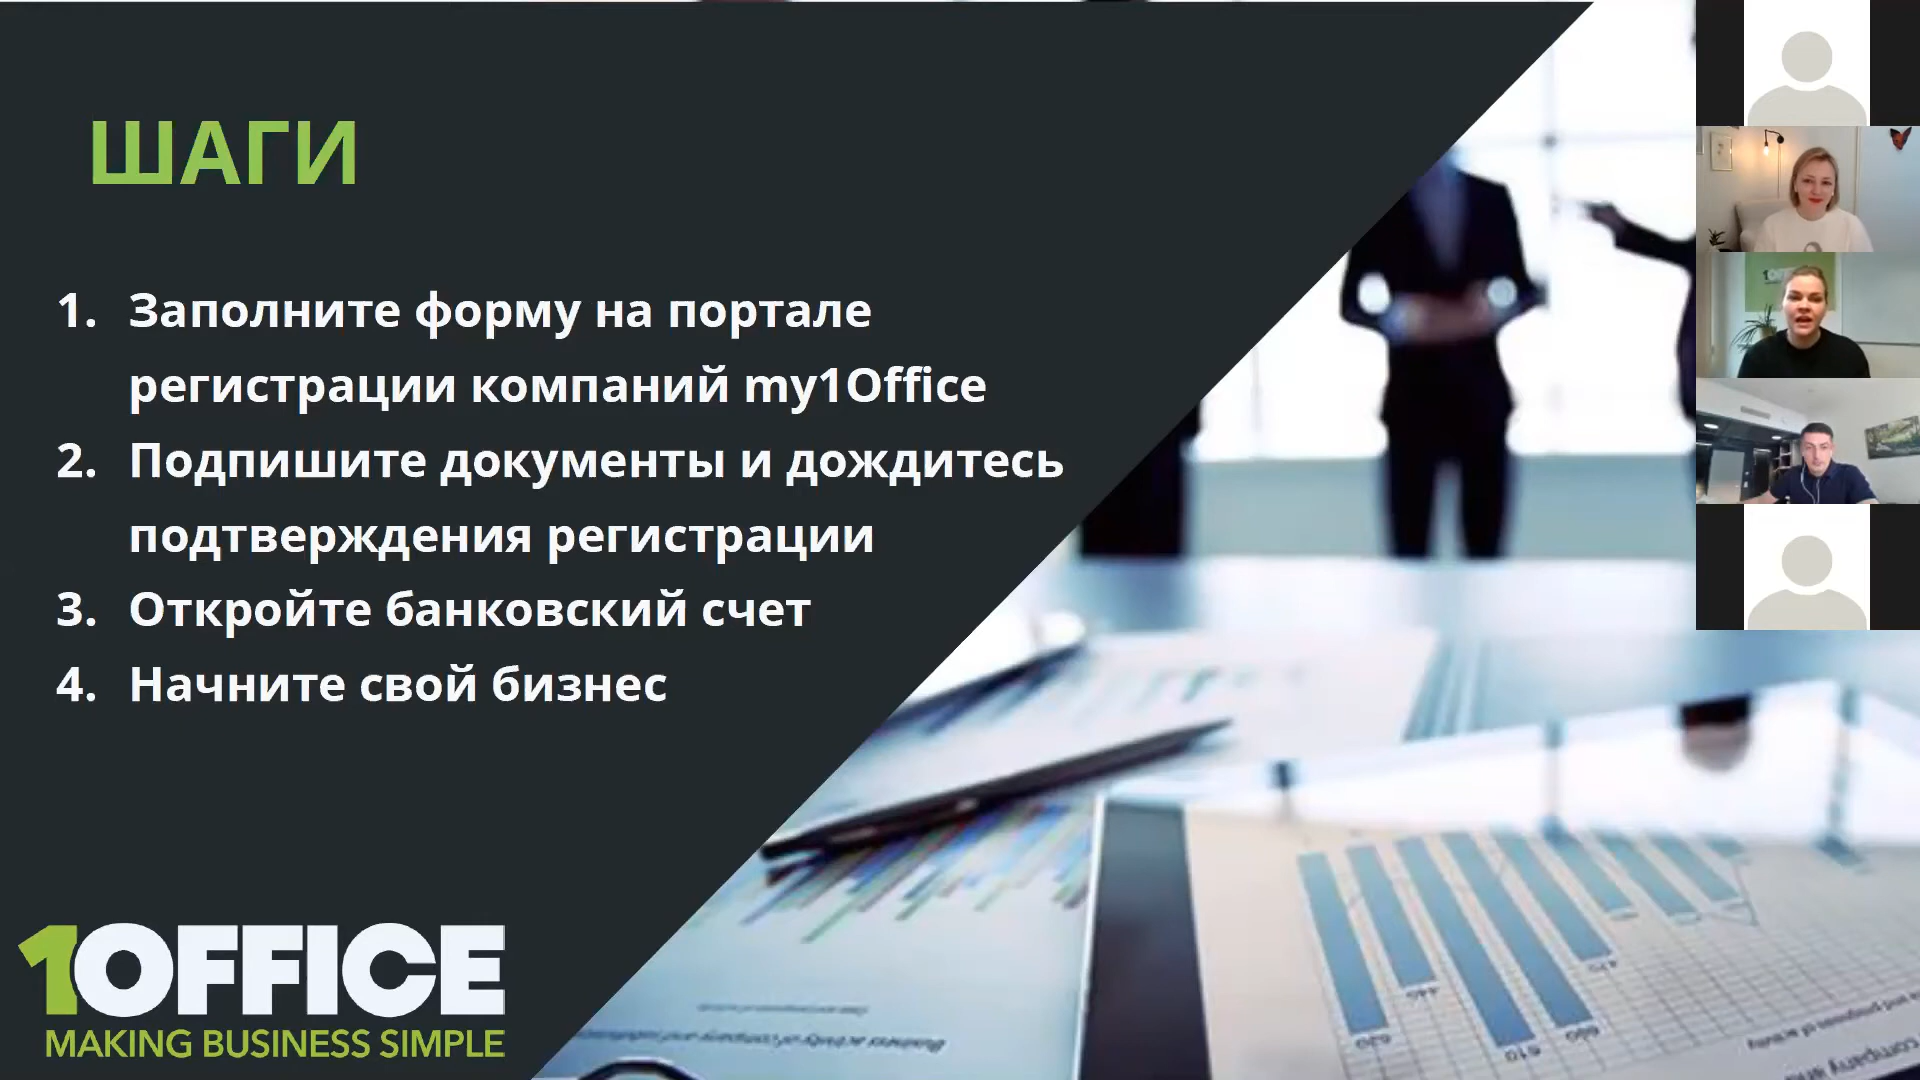 ШАГИ
1. Заполните форму на портале
регистрации компаний my1Office
2. Подпишите документы и дождитесь
подтверждения регистрации
3. Откройте банковский счет
4. Начните свой бизнес
1OFFICE
MAKING BUSINESS SIMPLE